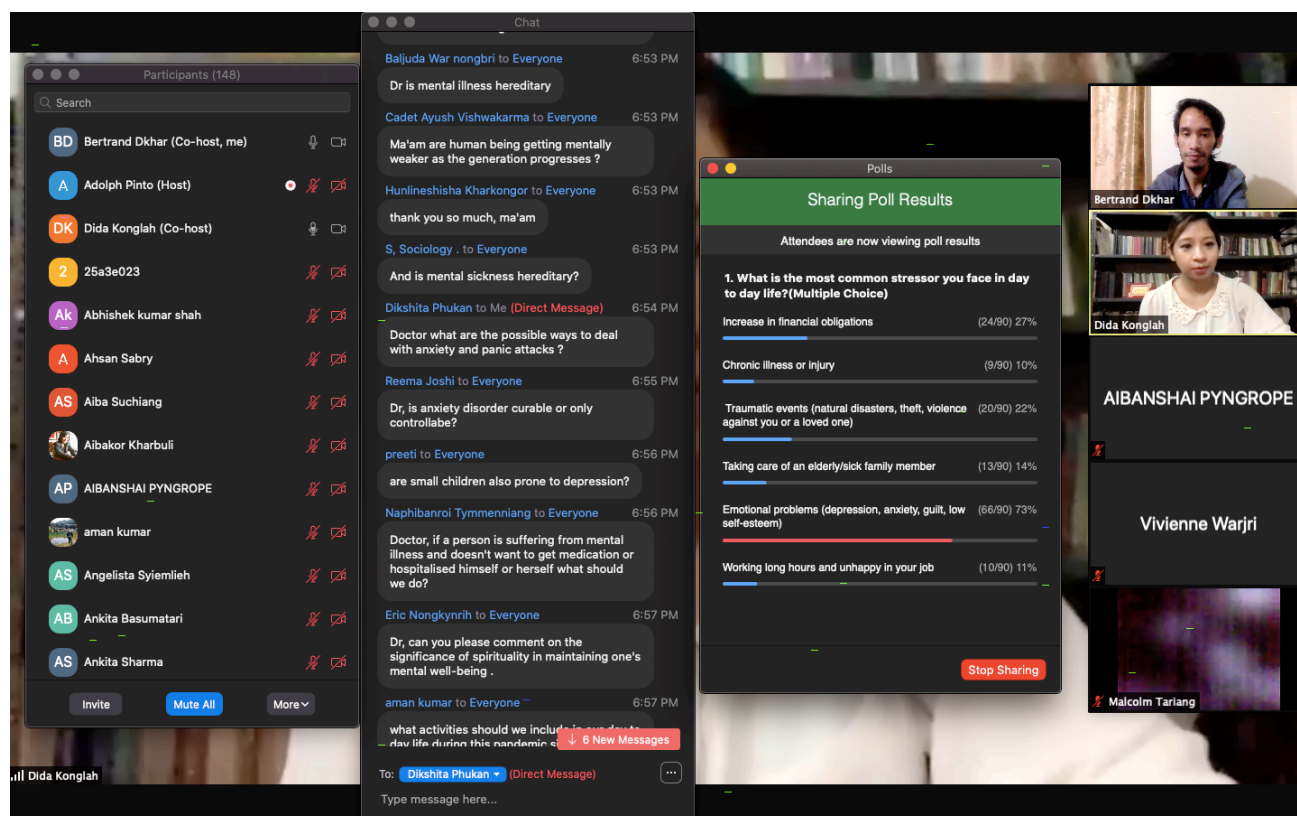 Participants (148)
Search
BD Bertrand Dkhar (Co-host, me)
A Adolph Pinto (Host)
DK Dida Konglah (Co-host)
2 25a3e023
Ak Abhishek kumar shah
A Ahsan Sabry
AS Aiba Suchiang
Aibakor Kharbuli
AP AIBANSHAI PYNGROPE
aman kumar
AS Angelista Syiemlieh
AB Ankita Basumatari
AS Ankita Sharma
Invite Mute All More
Dida Konglah
Chat
Baljuda War nongbri to Everyone 6:53 PM
Dr is mental illness hereditary
Cadet Ayush Vishwakarma to Everyone 6:53 PM
Ma'am are human being getting mentally
weaker as the generation progresses ?
Hunlineshisha Kharkongor to Everyone 6:53 PM
thank you so much, ma'am
S, Sociology . to Everyone 6:53 PM
And is mental sickness hereditary?
Dikshita Phukan to Me (Direct Message) 6:54 PM
Doctor what are the possible ways to deal
with anxiety and panic attacks ?
Reema Joshi to Everyone 6:55 PM
Dr, is anxiety disorder curable or only
controllabe?
preeti to Everyone 6:56 PM
are small children also prone to depression?
Naphibanroi Tymmenniang to Everyone 6:56 PM
Doctor, if a person is suffering from mental
illness and doesn't want to get medication or
hospitalised himself or herself what should
we do?
Eric Nongkynrih to Everyone 6:57 PM
Dr, can you please comment on the
significance of spirituality in maintaining one's
mental well-being .
aman kumar to Everyone 6:57 PM
what activities should we include in our day to
day life during this pandemic
6 New Messages
To: Dikshita Phukan (Direct Message)
Type message here...
Polls
Sharing Poll Results
Attendees are now viewing poll results
1. What is the most common stressor you face in day
to day life?(Multiple Choice)
Increase in financial obligations (24/90) 27%
Chronic illness or injury (9/90) 10%
Traumatic events (natural disasters, theft, violence (20/90) 22%
against you or a loved one)
Taking care of an elderly/sick family member (13/90) 14%
Emotional problems (depression, anxiety, guilt, low (66/90) 73%
self-esteem)
Working long hours and unhappy in your job (10/90) 11%
Stop Sharing
Bertrand Dkhar
Dida Konglah
AIBANSHAI PYNGROPE
Vivienne Warjri
Malcolm Tariang